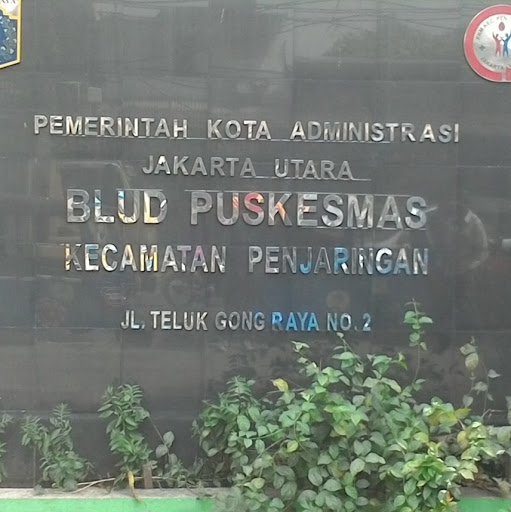 PEMERINTAH KOTA ADMINISTRASI
JAKARTA UTARA
BLUD PUSKESMAS
KECAMATAN PENJARINGAN
JL. TELUK GONG RAYA NO. 2